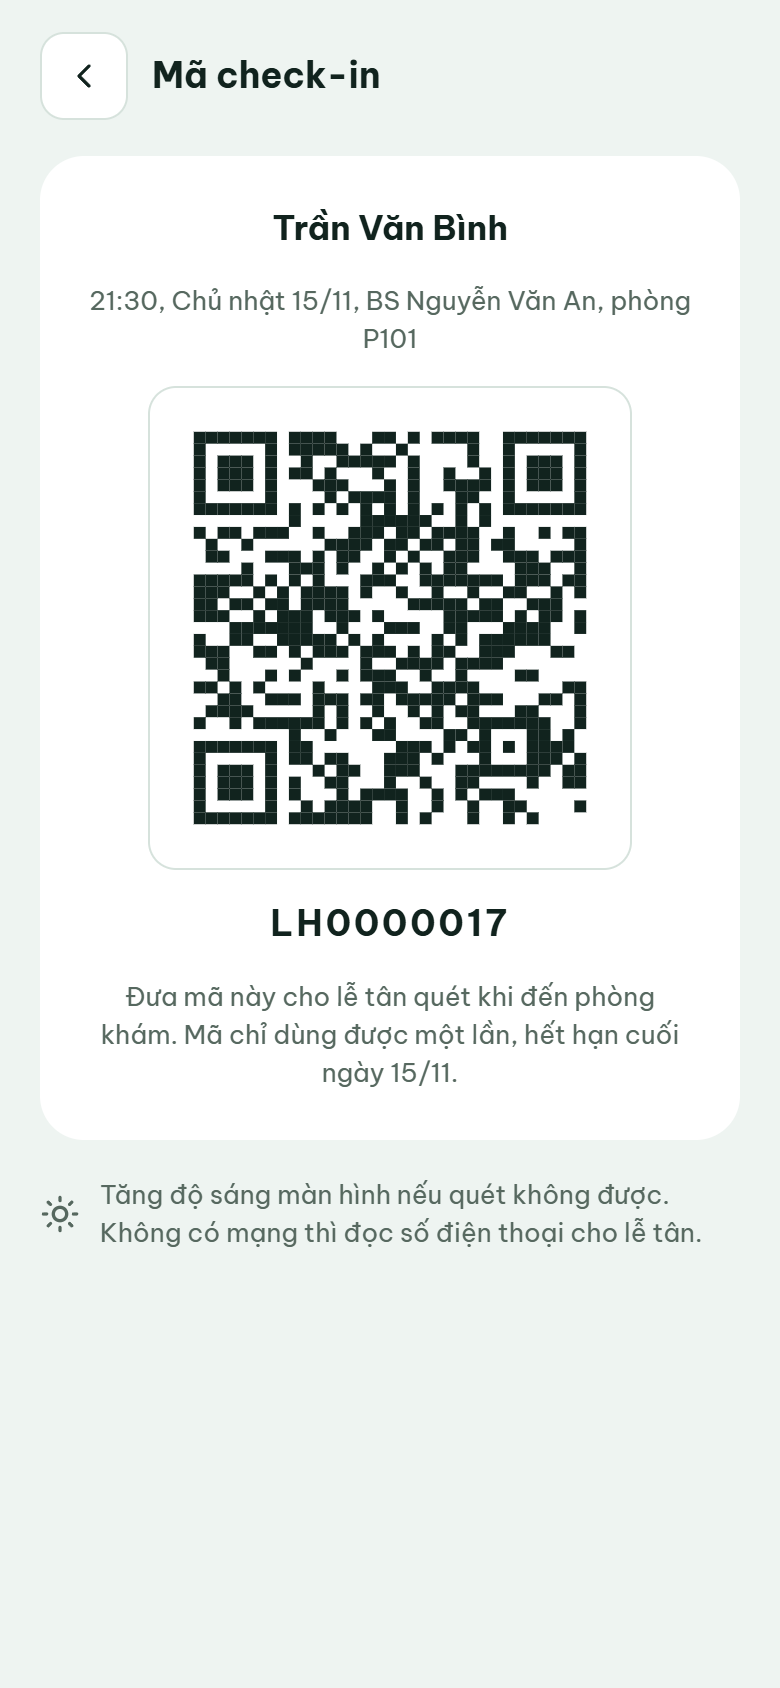 Mã check-in
Trần Văn Bình
21:30, Chủ nhật 15/11, BS Nguyễn Văn An, phòng
P101
LH0000017
Đưa mã này cho lễ tân quét khi đến phòng
khám. Mã chỉ dùng được một lần, hết hạn cuối
ngày 15/11.
Tăng độ sáng màn hình nếu quét không được.
Không có mạng thì đọc số điện thoại cho lễ tân.